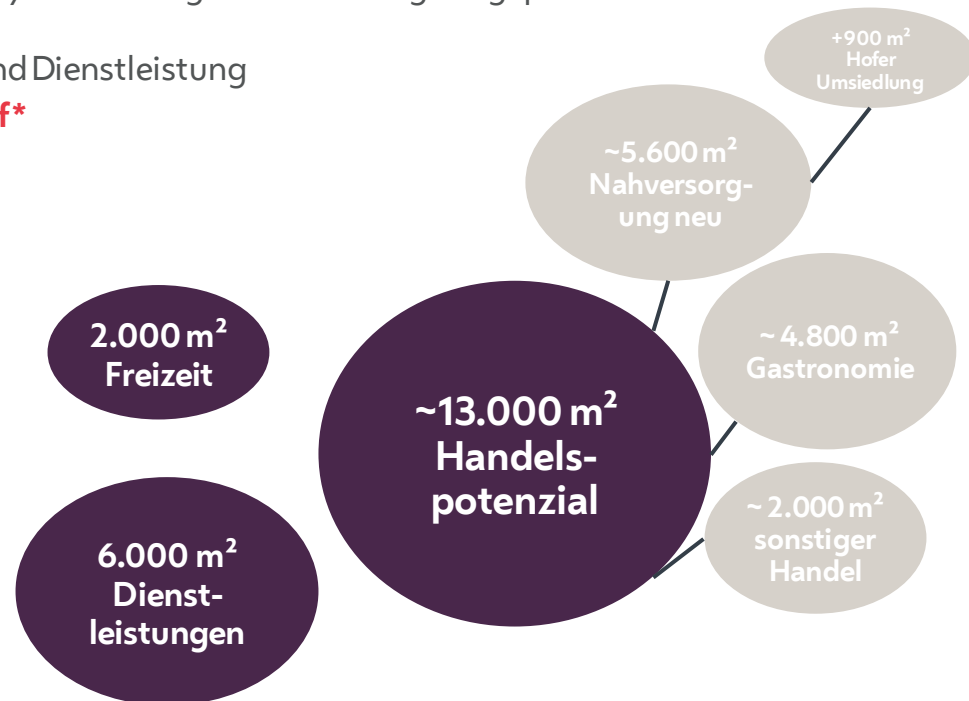 nd Dienstleistung
f*
+900 m²
Hofer
Umsiedlung
~5.600 m²
Nahversorg-
ung neu
2.000 m²
Freizeit
~13.000 m²
Handels-
potenzial
~ 4.800 m²
Gastronomie
6.000 m²
Dienst-
leistungen
~ 2.000 m²
sonstiger
Handel